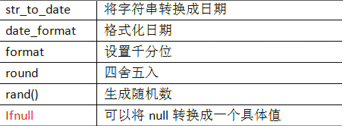 str_to_date 将字符串转换成日期
date_format 格式化日期
format 设置千分位
round 四舍五入
rand() 生成随机数
Ifnull 可以将 null 转换成一个具体值